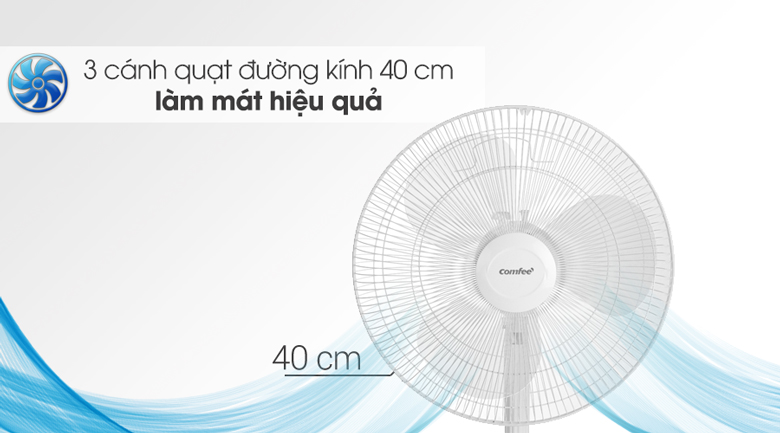 3 cánh quạt đường kính 40 cm
làm mát hiệu quả
comfee
40 cm